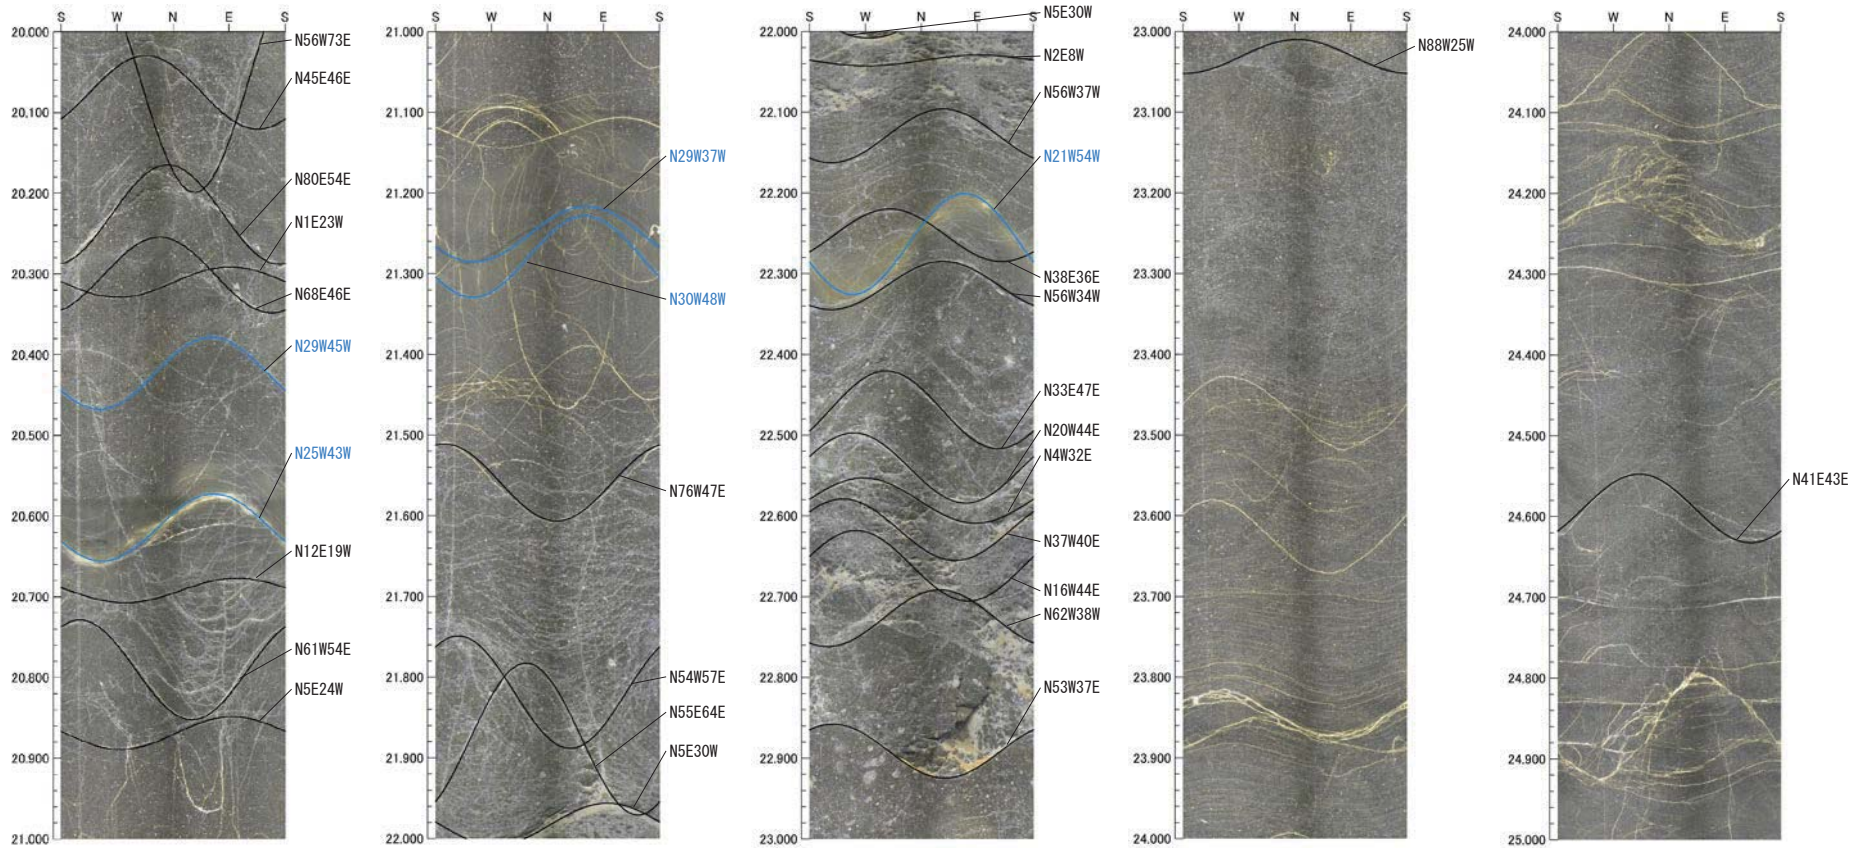 S W N E S
20.000
20.100
20.200
20.300
20.400
20.500
20.600
20.700
20.800
20.900
21.000
N56W73E
N45E46E
N80E54E
N1E23W
N68E46E
N29W45W
N25W43W
N12E19W
N61W54E
N5E24W
S W N E S
21.000
21.100
21.200
21.300
21.400
21.500
21.600
21.700
21.800
21.900
22.000
N29W37W
N30W48W
N76W47E
N54W57E
N55E64E
N5E30W
S W N E S
22.000
22.100
22.200
22.300
22.400
22.500
22.600
22.700
22.800
22.900
23.000
N5E30W
N2E8W
N56W37W
N21W54W
N38E36E
N56W34W
N33E47E
N20W44E
N4W32E
N37W40E
N16W44E
N62W38W
N53W37E
S W N E S
23.000
23.100
23.200
23.300
23.400
23.500
23.600
23.700
23.800
23.900
24.000
N88W25W
S W N E S
24.000
24.100
24.200
24.300
24.400
24.500
24.600
24.700
24.800
24.900
25.000
N41E43E